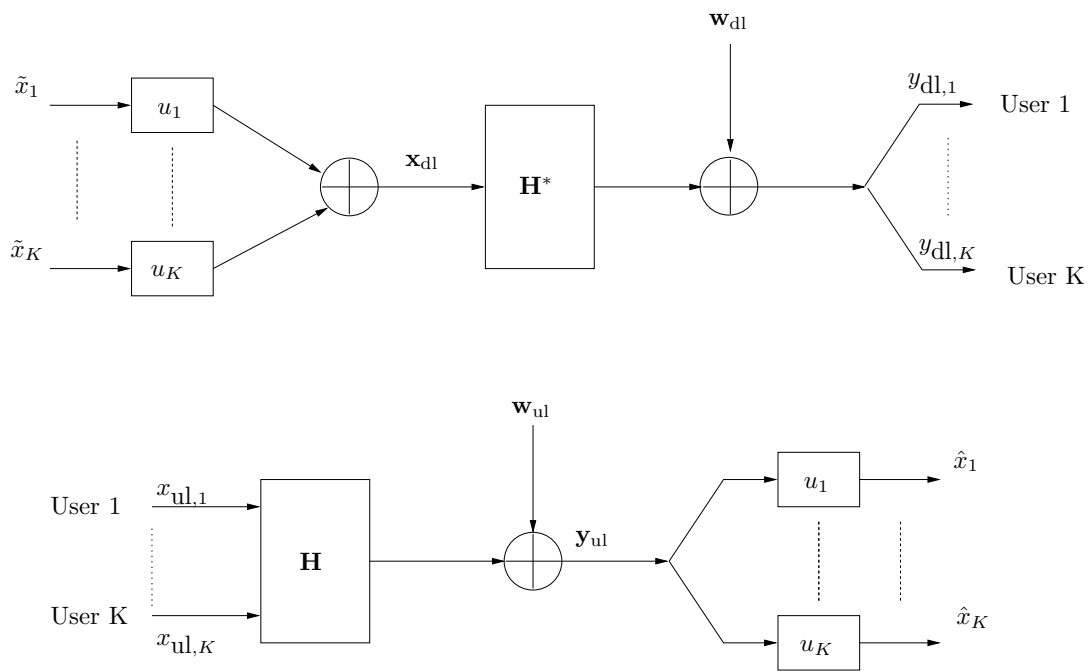 w_dl
x̃_1
u_1
y_dl,1
User 1
x_dl
H*
x̃_K
u_K
y_dl,K
User K
w_ul
x̂_1
User 1
x_ul,1
u_1
y_ul
H
User K
x_ul,K
u_K
x̂_K